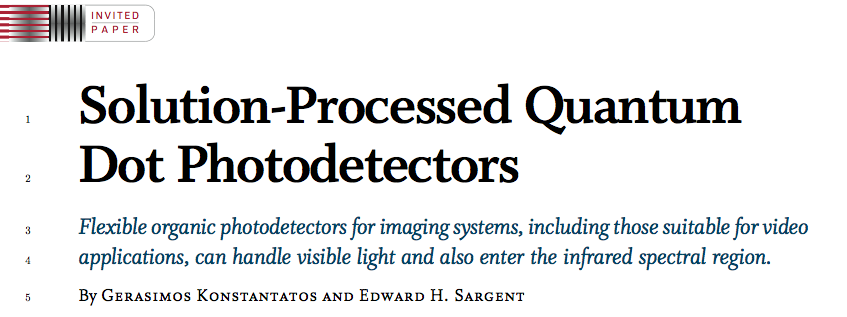 INVITED
PAPER
1 Solution-Processed Quantum
2 Dot Photodetectors
3 Flexible organic photodetectors for imaging systems, including those suitable for video
4 applications, can handle visible light and also enter the infrared spectral region.
5 By Gerasimos Konstantatos and Edward H. Sargent